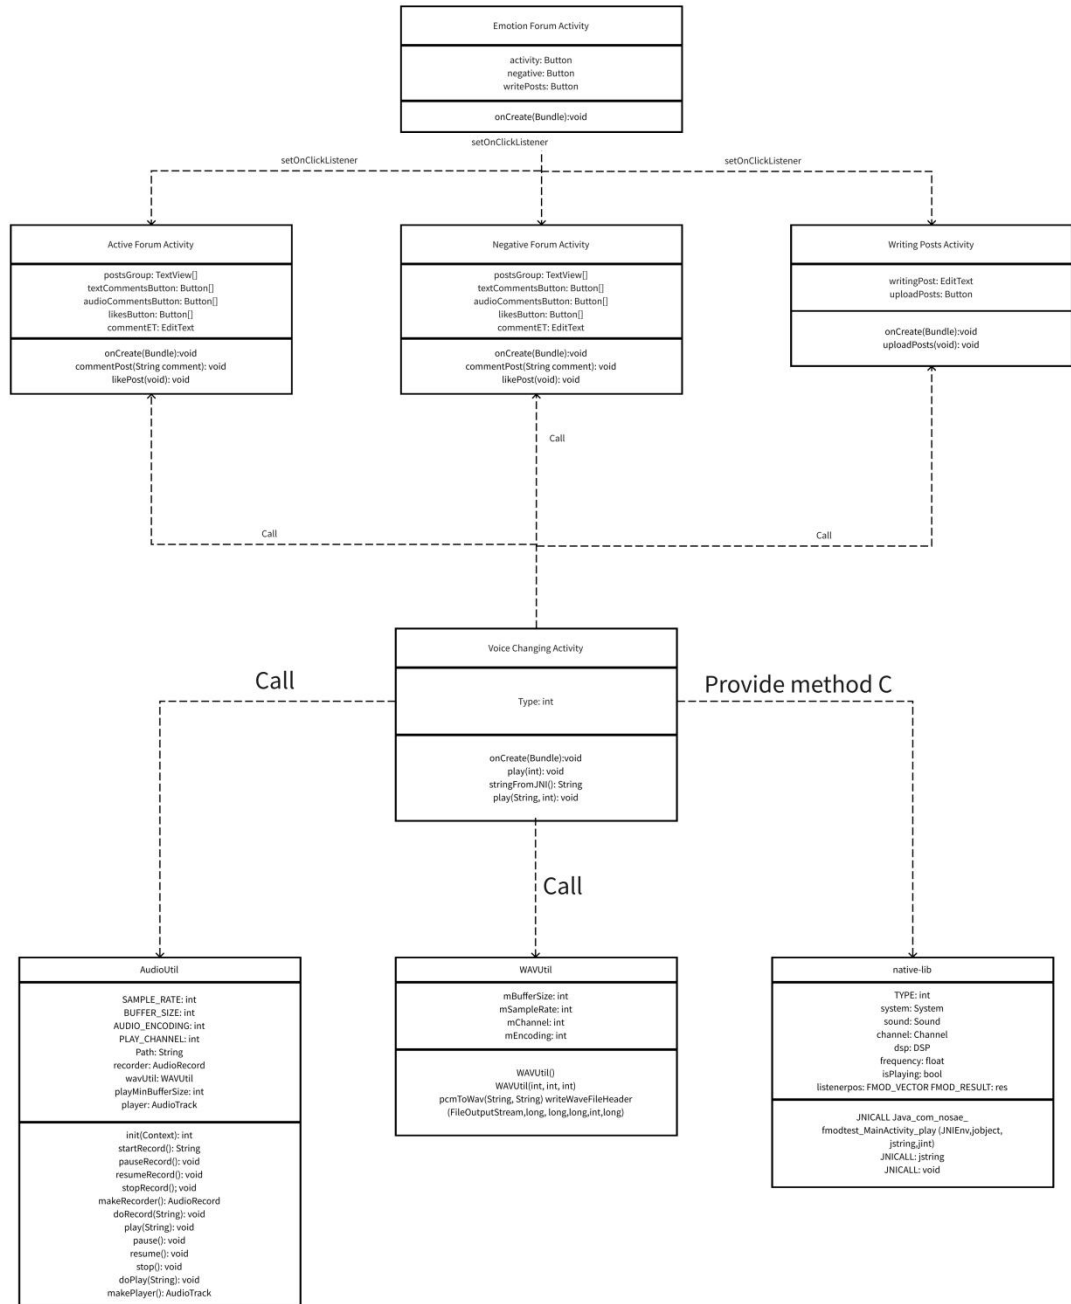 Emotion Forum Activity
activity: Button
negative: Button
writePosts: Button
onCreate(Bundle):void
setOnClickListener
setOnClickListener
setOnClickListener
Active Forum Activity
postsGroup: TextView[]
textCommentsButton: Button[]
audioCommentsButton: Button[]
likesButton: Button[]
commentET: EditText
onCreate(Bundle):void
commentPost(String comment): void
likePost(void): void
Negative Forum Activity
postsGroup: TextView[]
textCommentsButton: Button[]
audioCommentsButton: Button[]
likesButton: Button[]
commentET: EditText
onCreate(Bundle):void
commentPost(String comment): void
likePost(void): void
Writing Posts Activity
writingPost: EditText
uploadPosts: Button
onCreate(Bundle):void
uploadPosts(void): void
Call
Call
Call
Voice Changing Activity
Type: int
onCreate(Bundle):void
play(int): void
stringFromJNI(): String
play(String, int): void
Call
Provide method C
Call
AudioUtil
SAMPLE_RATE: int
BUFFER_SIZE: int
AUDIO_ENCODING: int
PLAY_CHANNEL: int
Path: String
recorder: AudioRecord
wavUtil: WAVUtil
playMinBufferSize: int
player: AudioTrack
init(Context): int
startRecord(): String
pauseRecord(): void
resumeRecord(): void
stopRecord(); void
makeRecorder(): AudioRecord
doRecord(String): void
play(String): void
pause(): void
resume(): void
stop(): void
doPlay(String): void
makePlayer(): AudioTrack
WAVUtil
mBufferSize: int
mSampleRate: int
mChannel: int
mEncoding: int
WAVUtil()
WAVUtil(int, int, int)
pcmToWav(String, String) writeWaveFileHeader
(FileOutputStream,long, long,long,int,long)
native-lib
TYPE: int
system: System
sound: Sound
channel: Channel
dsp: DSP
frequency: float
isPlaying: bool
listenerpos: FMOD_VECTOR FMOD_RESULT: res
JNICALL Java_com_nosae_
fmodtest_MainActivity_play (JNIEnv,jobject,
jstring,jint)
JNICALL: jstring
JNICALL: void